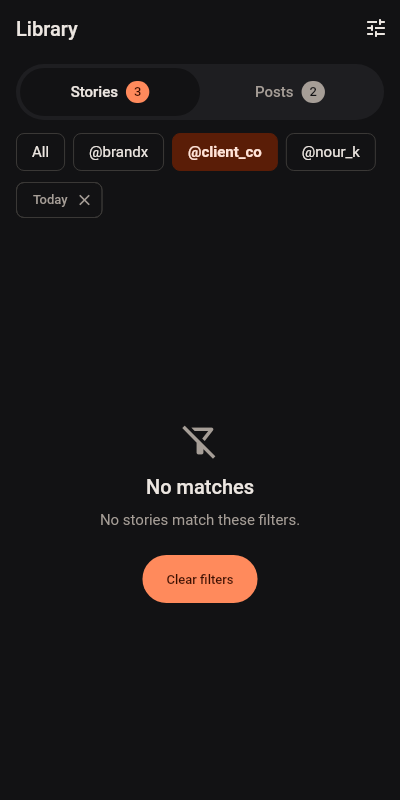 Library
Stories 3 Posts 2
All @brandx @client_co @nour_k
Today
No matches
No stories match these filters.
Clear filters